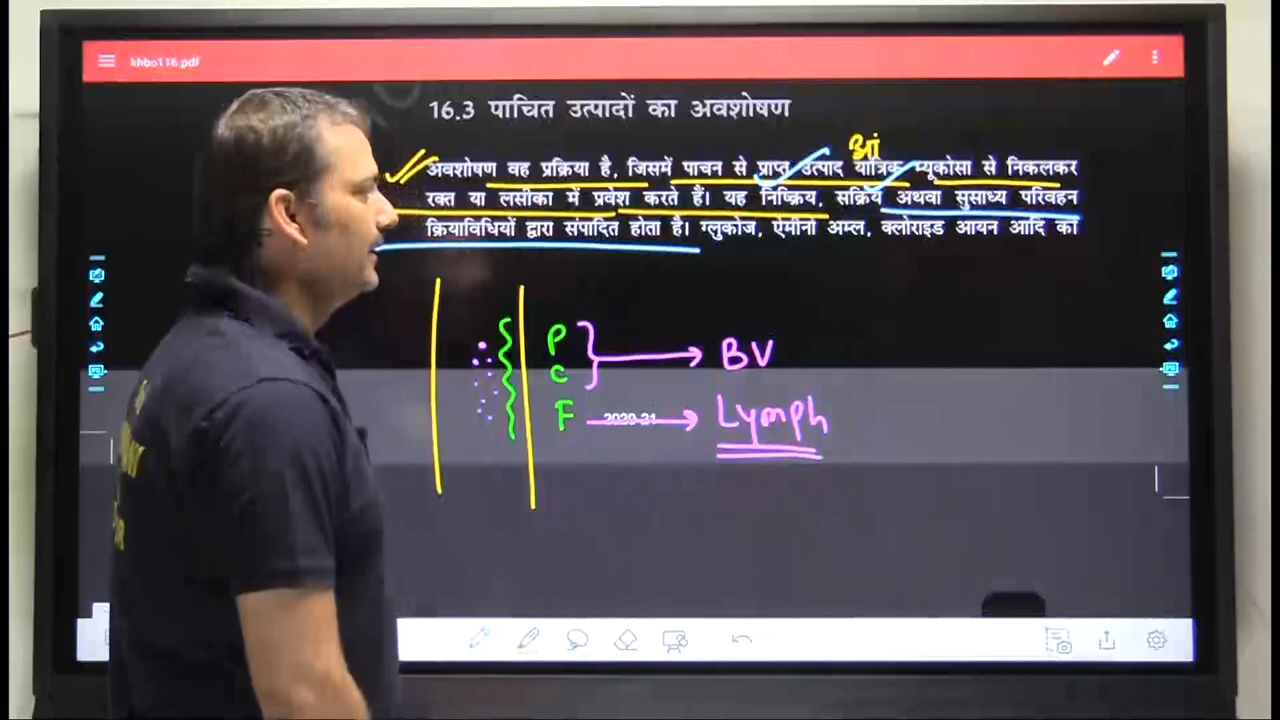 khbo116.pdf
16.3 पाचित उत्पादों का अवशोषण
आं
अवशोषण वह प्रक्रिया है, जिसमें पाचन से प्राप्त उत्पाद यांत्रिक म्यूकोसा से निकलकर
रक्त या लसीका में प्रवेश करते हैं। यह निष्क्रिय, सक्रिय अथवा सुसाध्य परिवहन
क्रियाविधियों द्वारा संपादित होता है। ग्लुकोज, ऐमीनो अम्ल, क्लोराइड आयन आदि का
P
C
BV
F 2020-21 Lymph